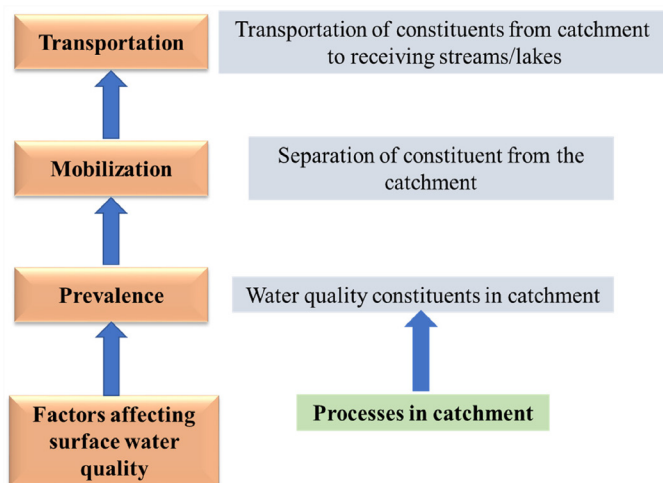 Transportation
Transportation of constituents from catchment
to receiving streams/lakes
Mobilization
Separation of constituent from the
catchment
Prevalence
Water quality constituents in catchment
Factors affecting
surface water
quality
Processes in catchment